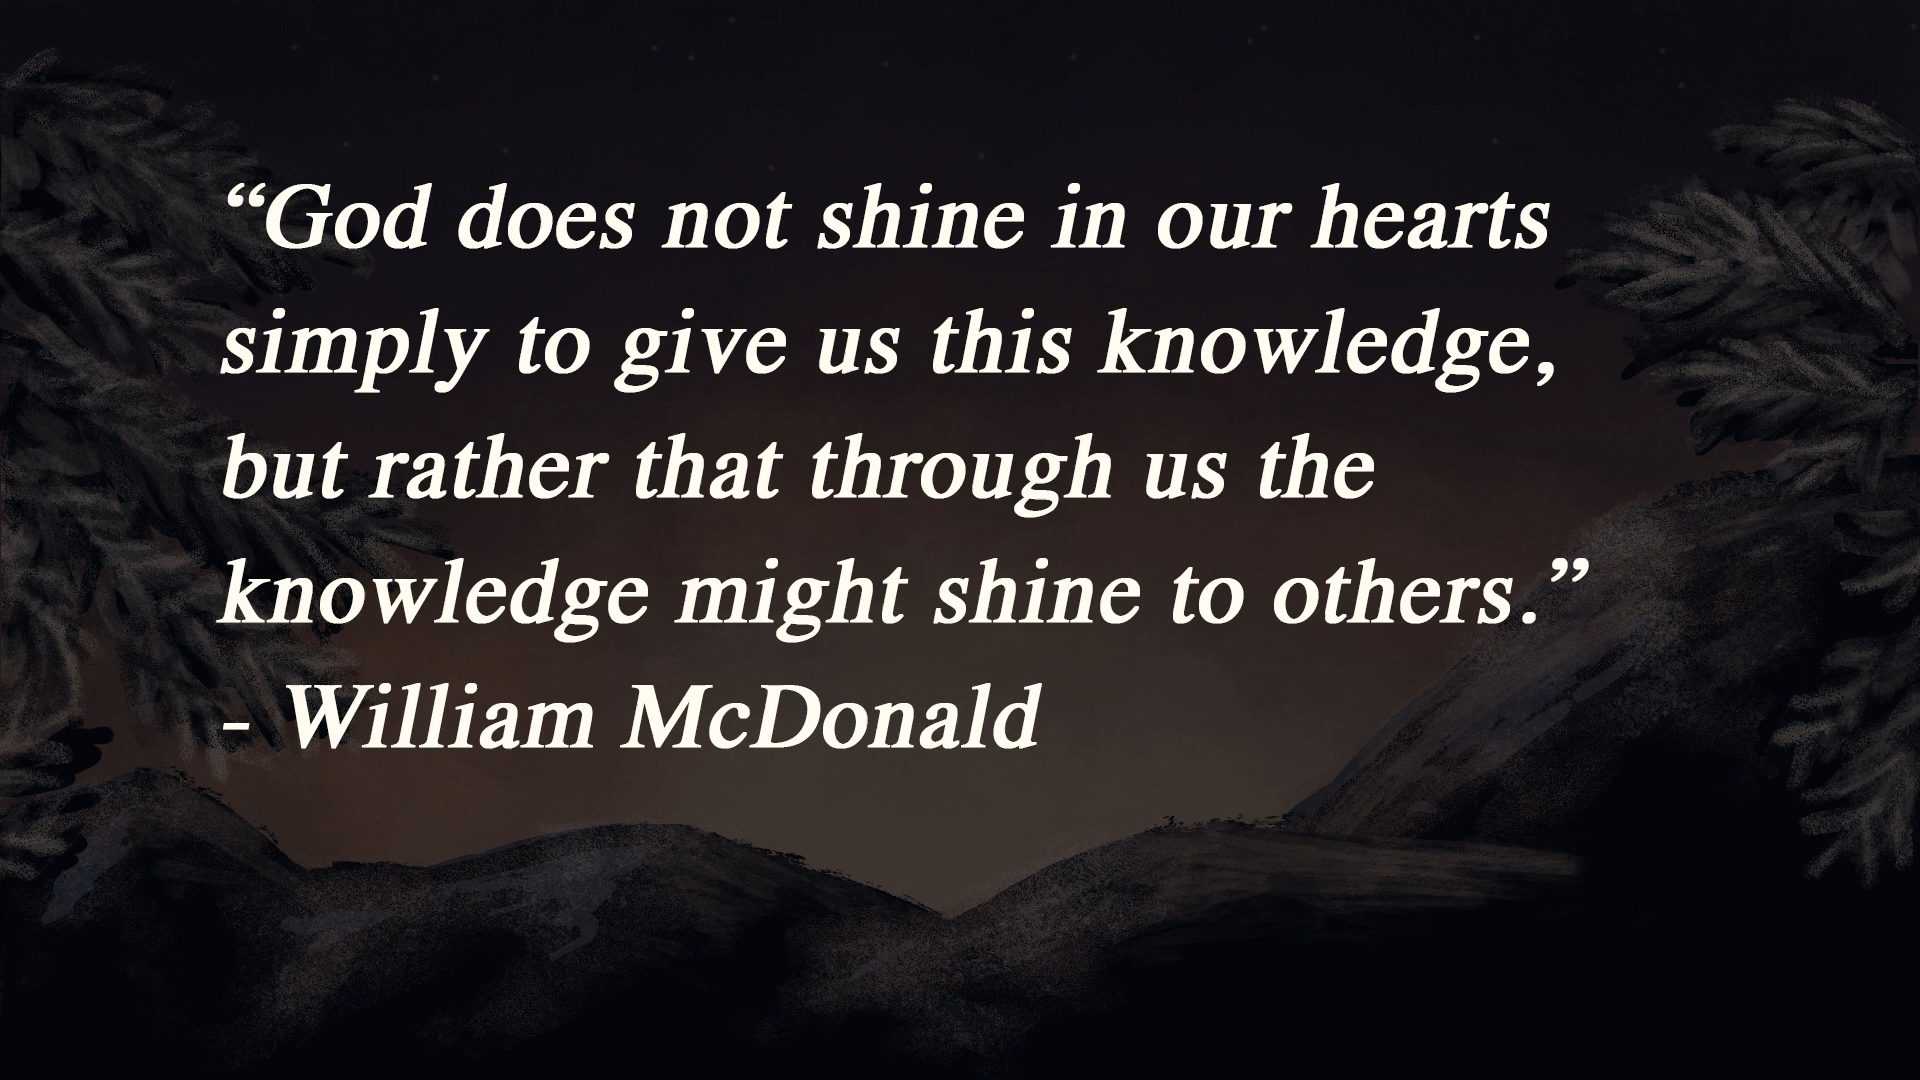 “God does not shine in our hearts
simply to give us this knowledge,
but rather that through us the
knowledge might shine to others.”
- William McDonald